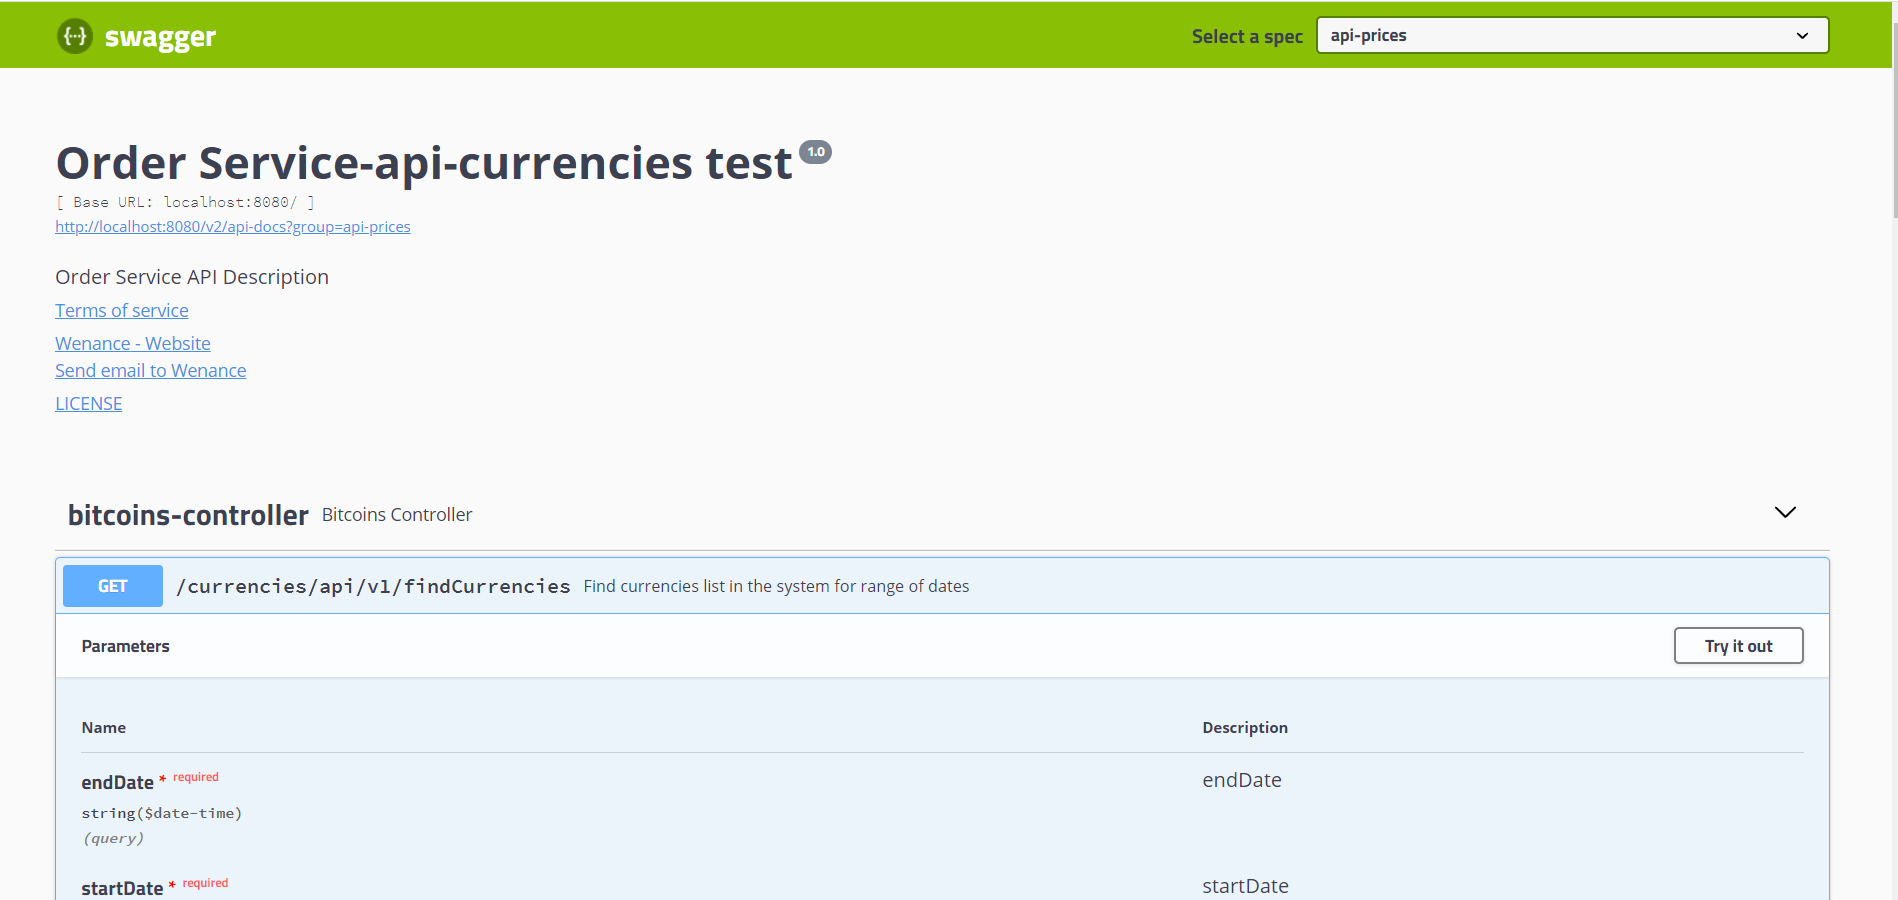 {···} swagger
Select a spec api-prices
Order Service-api-currencies test 1.0
[ Base URL: localhost:8080/ ]
http://localhost:8080/v2/api-docs?group=api-prices
Order Service API Description
Terms of service
Wenance - Website
Send email to Wenance
LICENSE
bitcoins-controller Bitcoins Controller
GET /currencies/api/v1/findCurrencies Find currencies list in the system for range of dates
Parameters Try it out
Name Description
endDate * required endDate
string($date-time)
(query)
startDate * required startDate